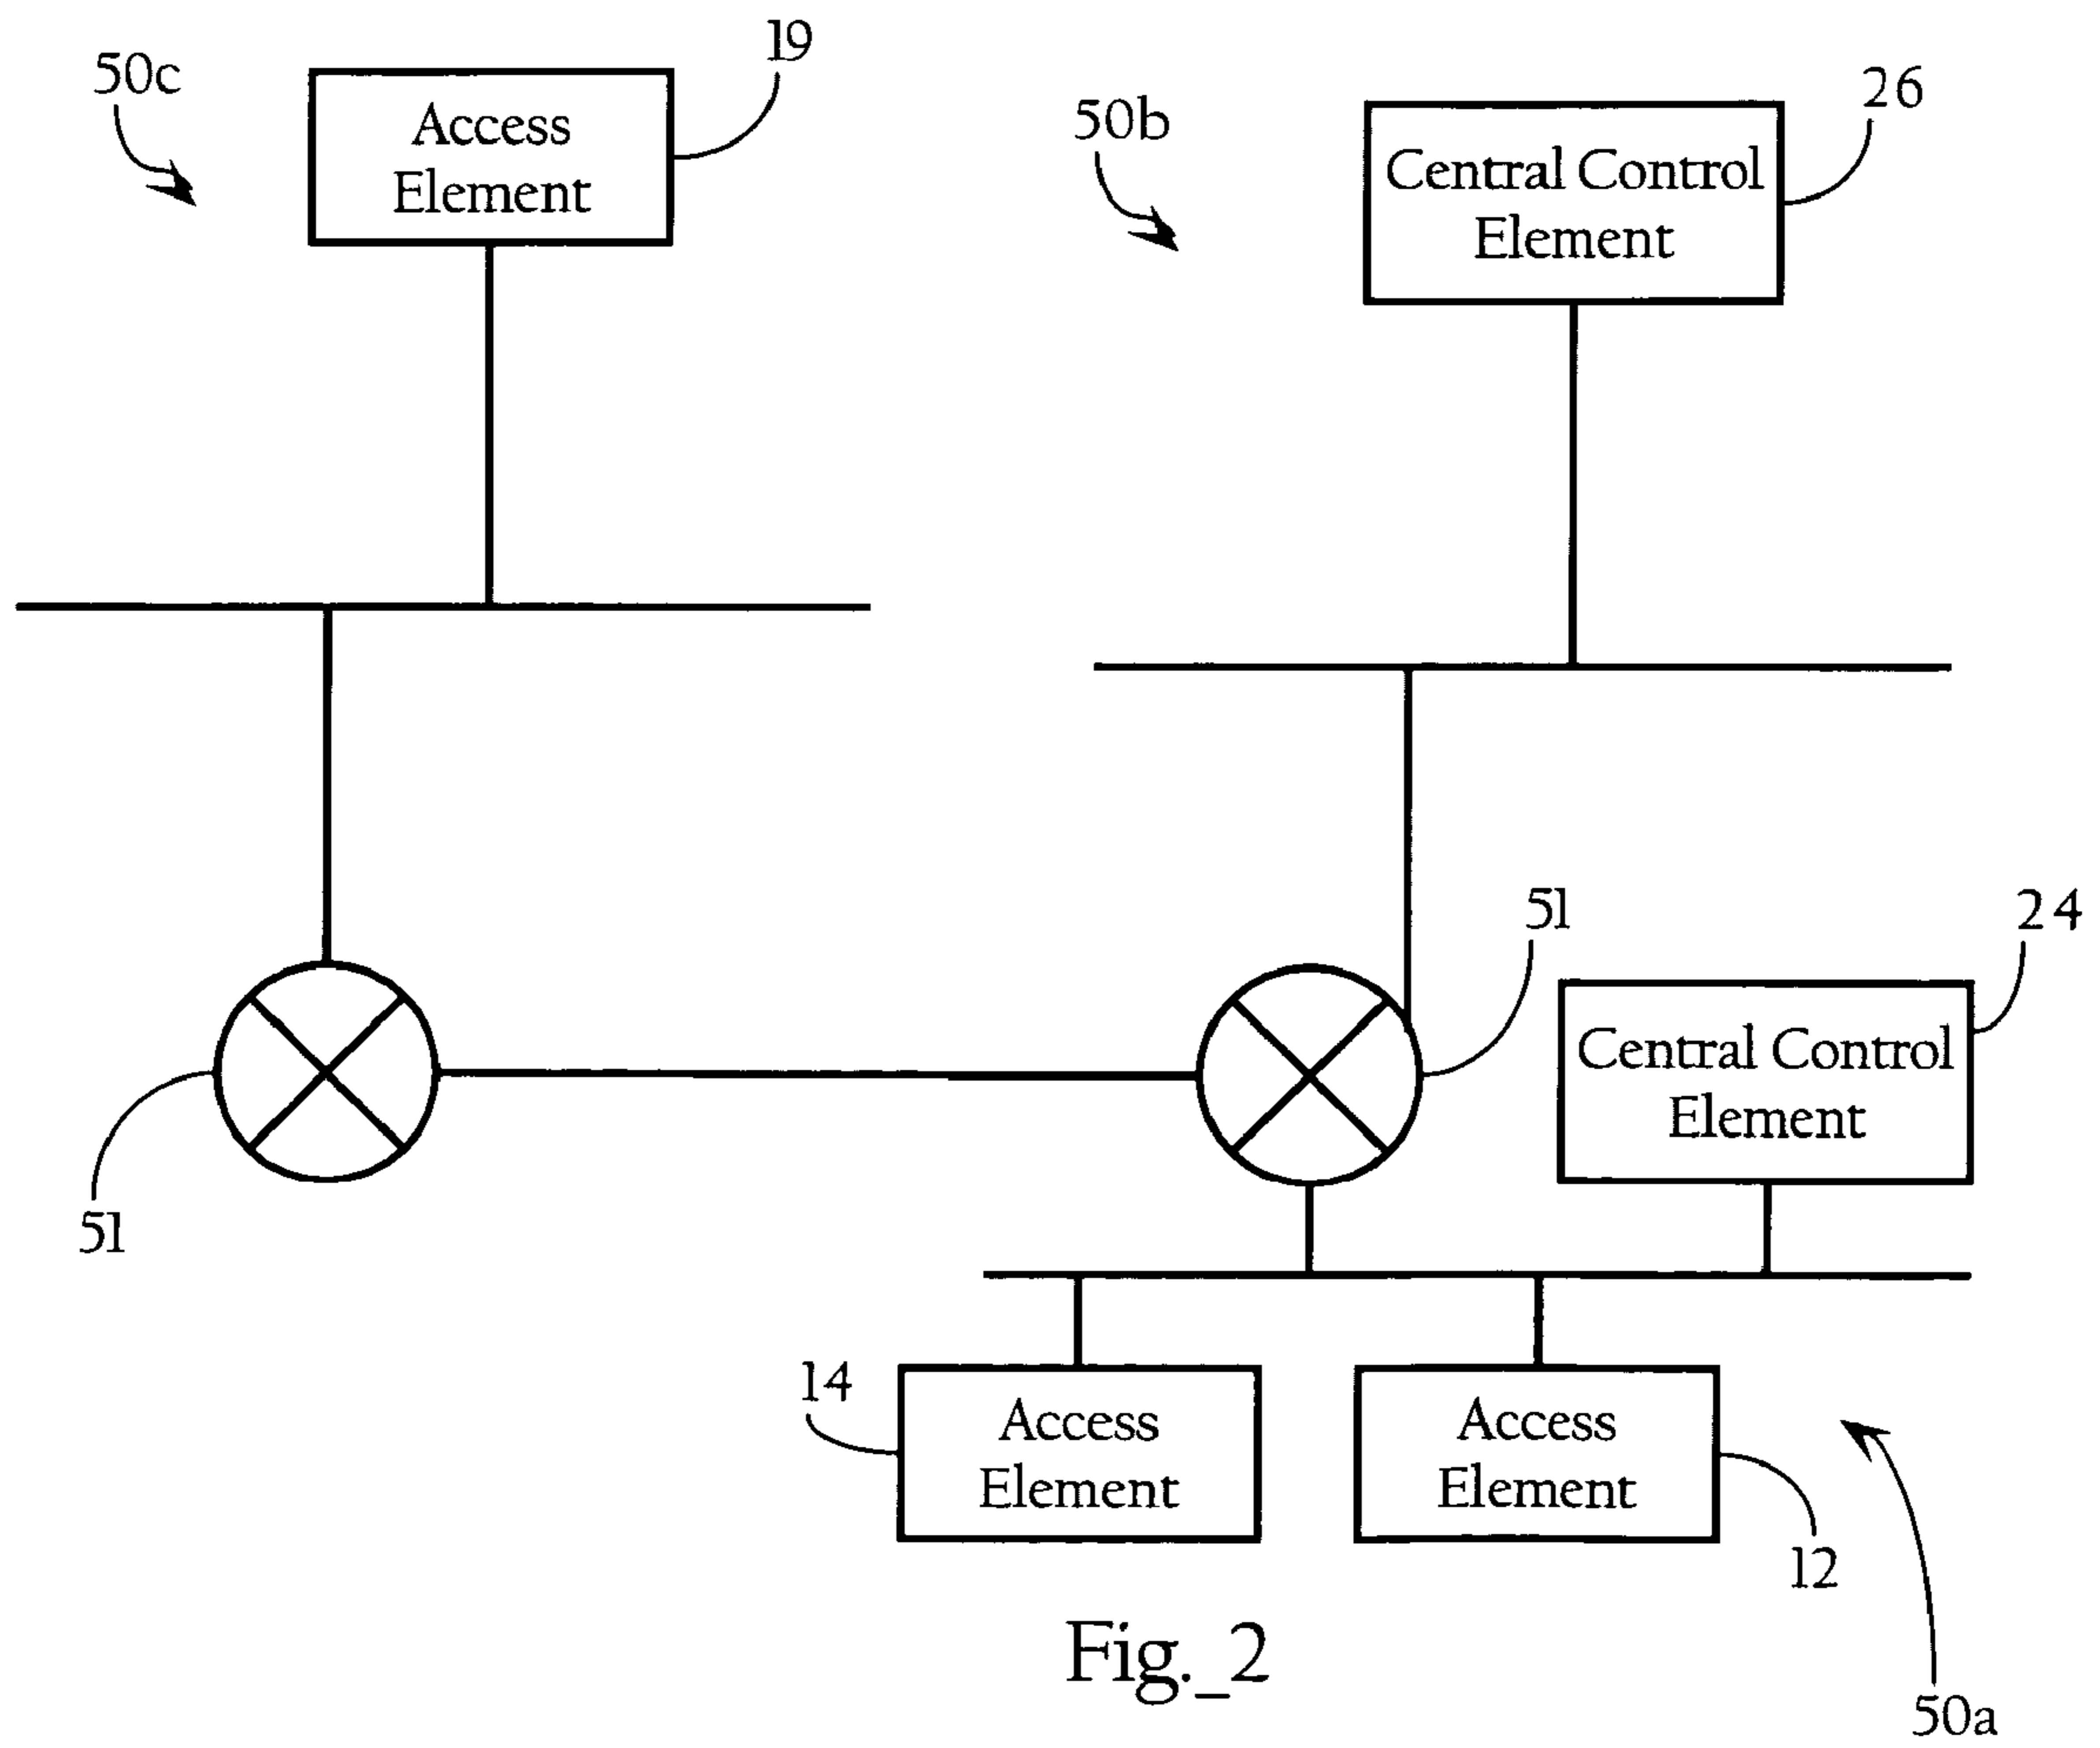 19
50c
Access
Element
26
50b
Central Control
Element
51
24
Central Control
Element
51
14
Access
Element
Access
Element
12
Fig._2
50a